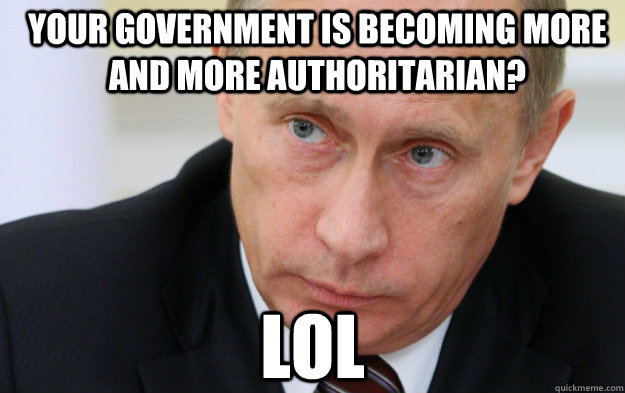 YOUR GOVERNMENT IS BECOMING MORE
AND MORE AUTHORITARIAN?
LOL
quickmeme.com